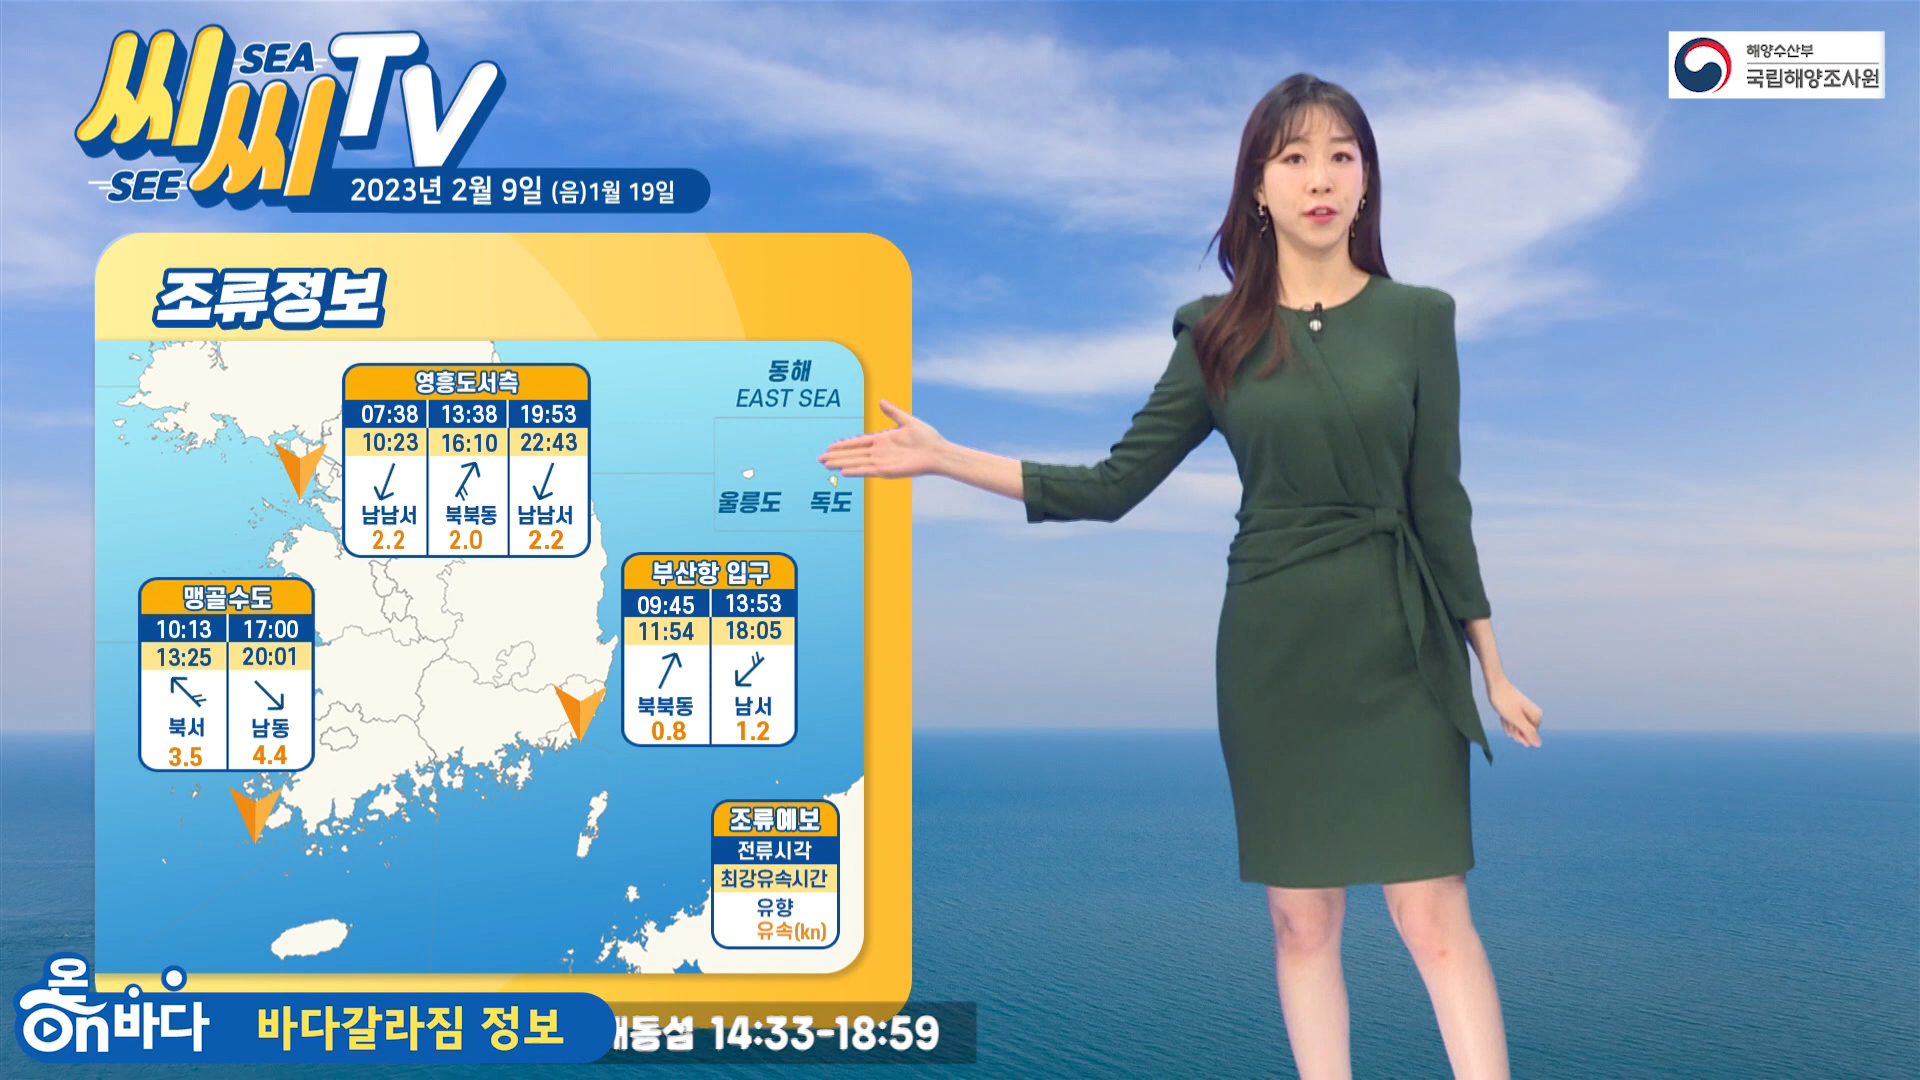 씨 SEA TV
SEE 씨
2023년 2월 9일 (음)1월 19일
해양수산부
국립해양조사원
조류정보
동해
EAST SEA
울릉도 독도
영흥도서측
07:38 13:38 19:53
10:23 16:10 22:43
남남서 북북동 남남서
2.2 2.0 2.2
맹골수도
10:13 17:00
13:25 20:01
북서 남동
3.5 4.4
부산항 입구
09:45 13:53
11:54 18:05
북북동 남서
0.8 1.2
조류예보
전류시각
최강유속시간
유향
유속(kn)
온
on바다
바다갈라짐 정보
14:33-18:59